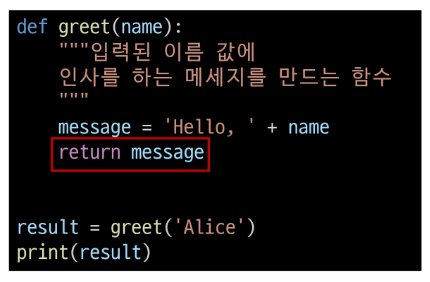 def greet(name):
    """입력된 이름 값에
    인사를 하는 메세지를 만드는 함수
    """
    message = 'Hello, ' + name
    return message
result = greet('Alice')
print(result)